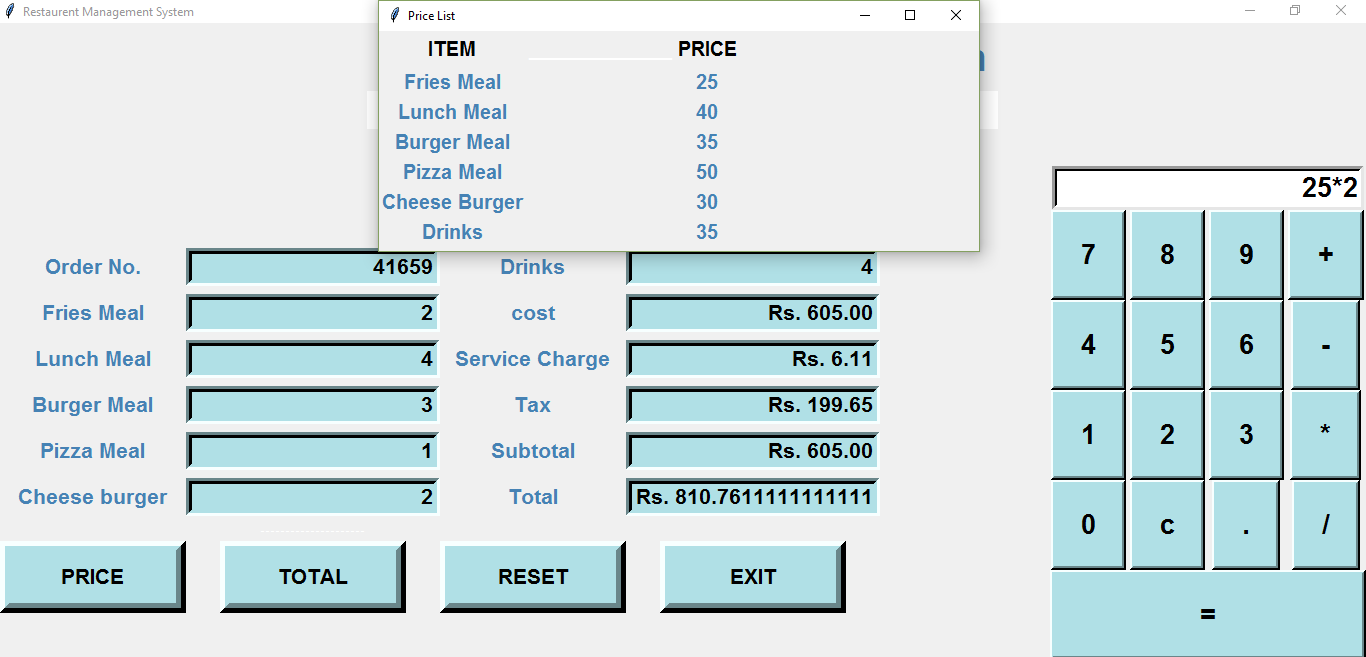 Restaurent Management System
Price List
ITEM PRICE
Fries Meal 25
Lunch Meal 40
Burger Meal 35
Pizza Meal 50
Cheese Burger 30
Drinks 35
25*2
Order No. 41659 Drinks 4
Fries Meal 2 cost Rs. 605.00
Lunch Meal 4 Service Charge Rs. 6.11
Burger Meal 3 Tax Rs. 199.65
Pizza Meal 1 Subtotal Rs. 605.00
Cheese burger 2 Total Rs. 810.7611111111111
PRICE TOTAL RESET EXIT
7 8 9 +
4 5 6 -
1 2 3 *
0 c . /
=